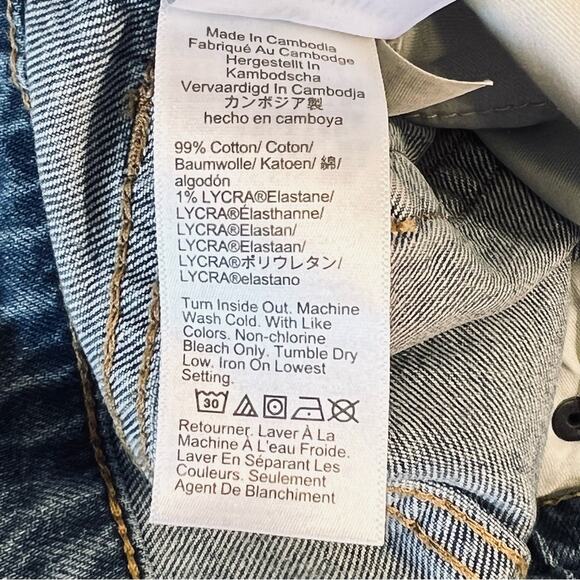 Made In Cambodia
Fabriqué Au Cambodge
Hergestellt In
Kambodscha
Vervaardigd In Cambodja
カンボジア製
hecho en camboya
99% Cotton/ Coton/
Baumwolle/ Katoen/ 綿/
algodón
1% LYCRA®Elastane/
LYCRA®Élasthanne/
LYCRA®Elastan/
LYCRA®Elastaan/
LYCRA®ポリウレタン/
LYCRA®elastano
Turn Inside Out. Machine
Wash Cold. With Like
Colors. Non-chlorine
Bleach Only. Tumble Dry
Low. Iron On Lowest
Setting.
30
Retourner. Laver À La
Machine À L'eau Froide.
Laver En Séparant Les
Couleurs. Seulement
Agent De Blanchiment